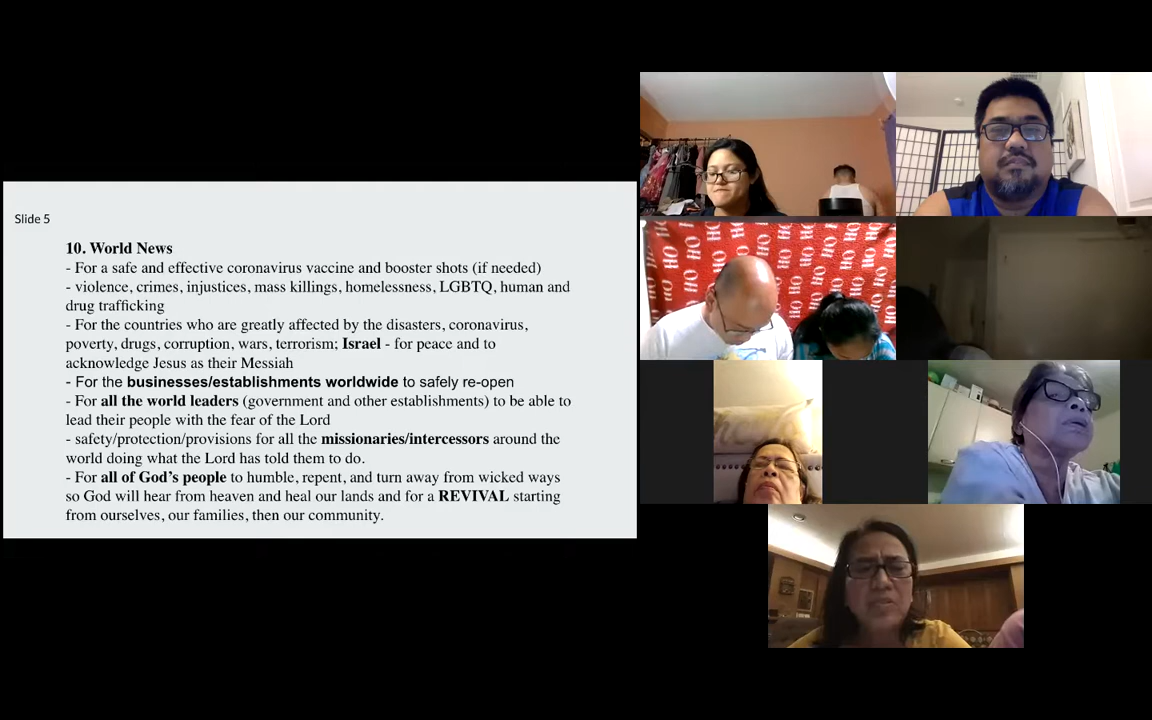 Slide 5
10. World News
- For a safe and effective coronavirus vaccine and booster shots (if needed)
- violence, crimes, injustices, mass killings, homelessness, LGBTQ, human and
drug trafficking
- For the countries who are greatly affected by the disasters, coronavirus,
poverty, drugs, corruption, wars, terrorism; Israel - for peace and to
acknowledge Jesus as their Messiah
- For the businesses/establishments worldwide to safely re-open
- For all the world leaders (government and other establishments) to be able to
lead their people with the fear of the Lord
- safety/protection/provisions for all the missionaries/intercessors around the
world doing what the Lord has told them to do.
- For all of God’s people to humble, repent, and turn away from wicked ways
so God will hear from heaven and heal our lands and for a REVIVAL starting
from ourselves, our families, then our community.
HO HO HO